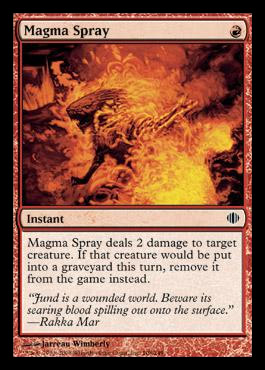 Magma Spray
Instant
Magma Spray deals 2 damage to target
creature. If that creature would be put
into a graveyard this turn, remove it
from the game instead.
"Jund is a wounded world. Beware its
searing blood spilling out onto the surface."
—Rakka Mar
Jarreau Wimberly